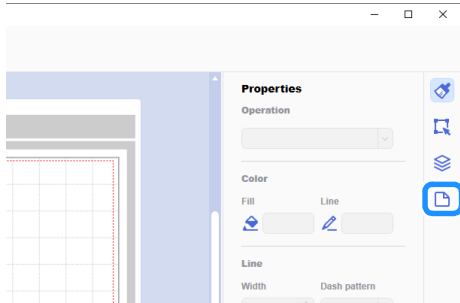 Properties
Operation
Color
Fill Line
Line
Width Dash pattern